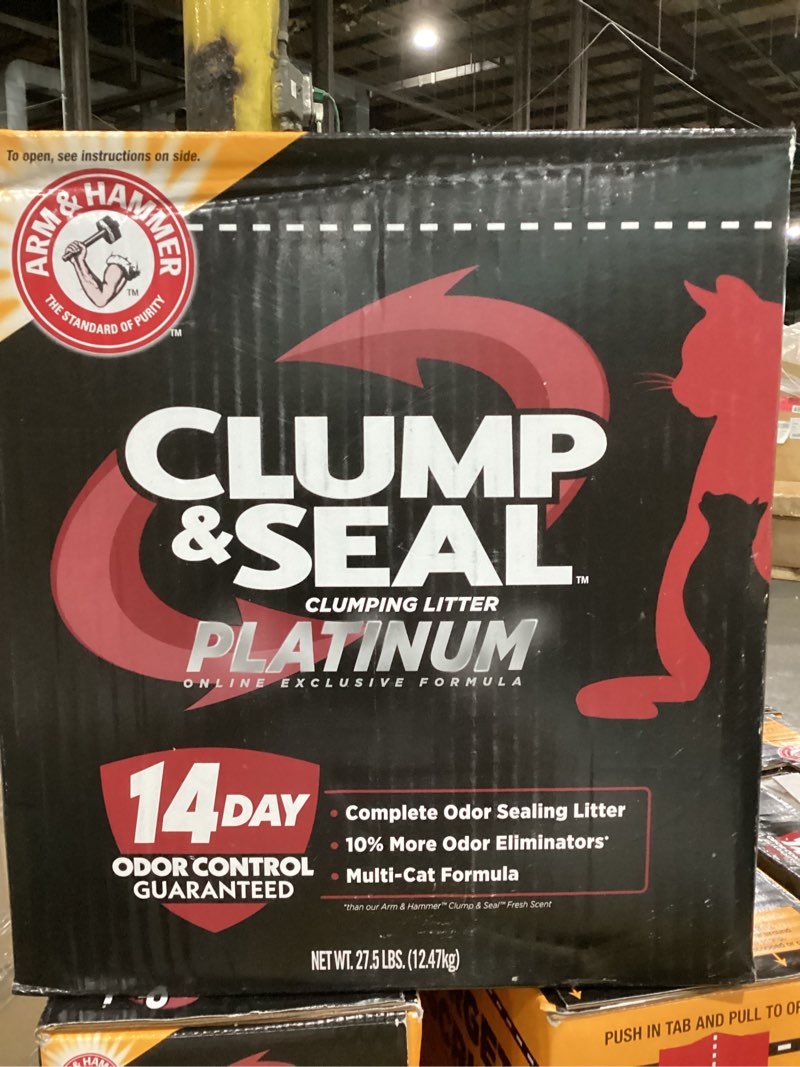 To open, see instructions on side.
ARM & HAMMER
TM
THE STANDARD OF PURITY
TM
CLUMP
& SEAL
TM
CLUMPING LITTER
PLATINUM
ONLINE EXCLUSIVE FORMULA
14 DAY
ODOR CONTROL
GUARANTEED
• Complete Odor Sealing Litter
• 10% More Odor Eliminators*
• Multi-Cat Formula
*than our Arm & Hammer™ Clump & Seal™ Fresh Scent
NET WT. 27.5 LBS. (12.47kg)
PUSH IN TAB AND PULL TO